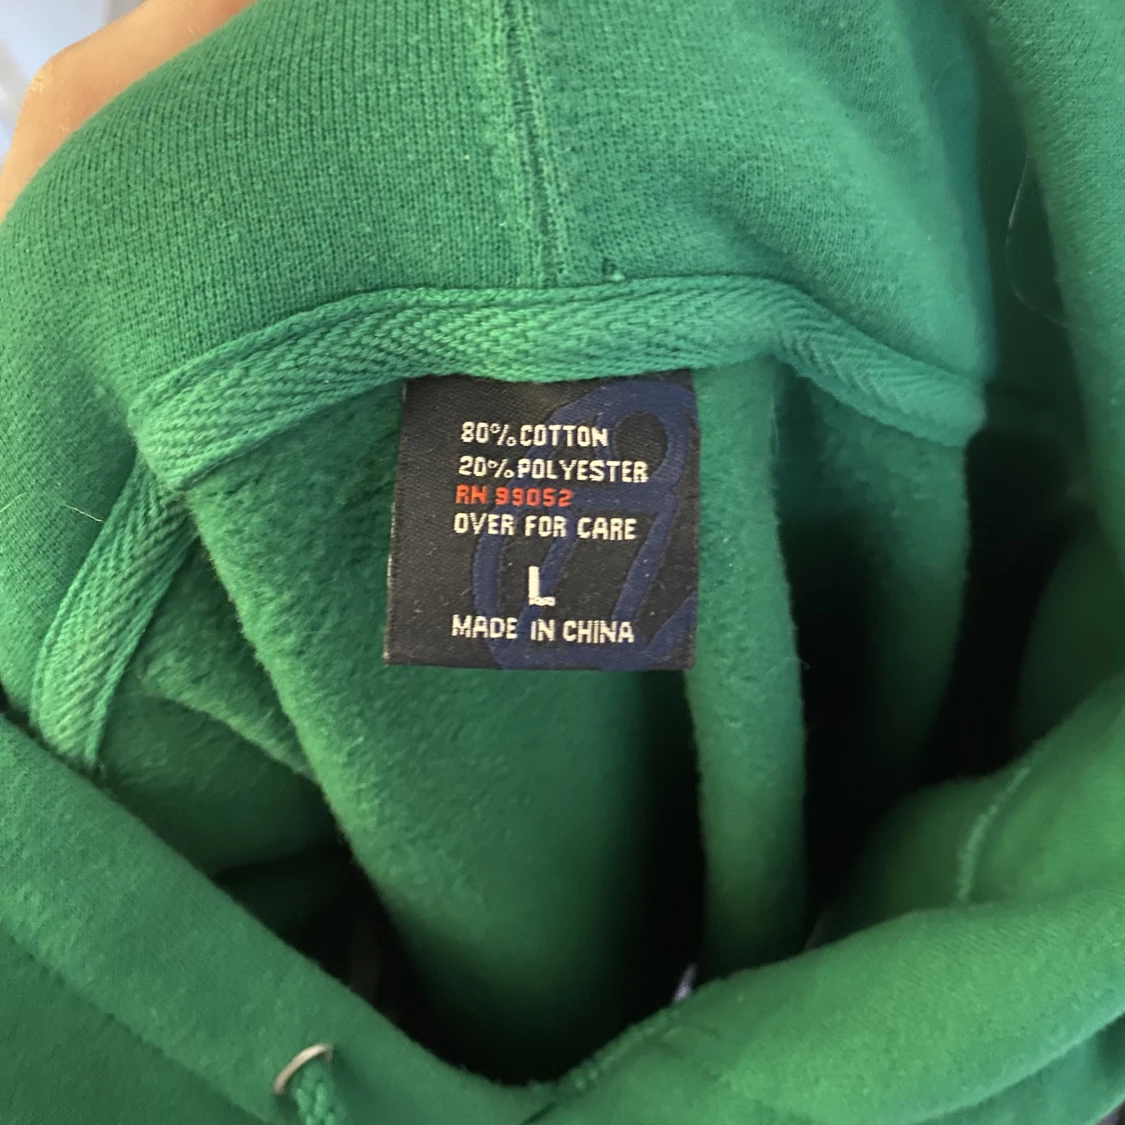 80% COTTON
20% POLYESTER
RN 99052
OVER FOR CARE
L
MADE IN CHINA